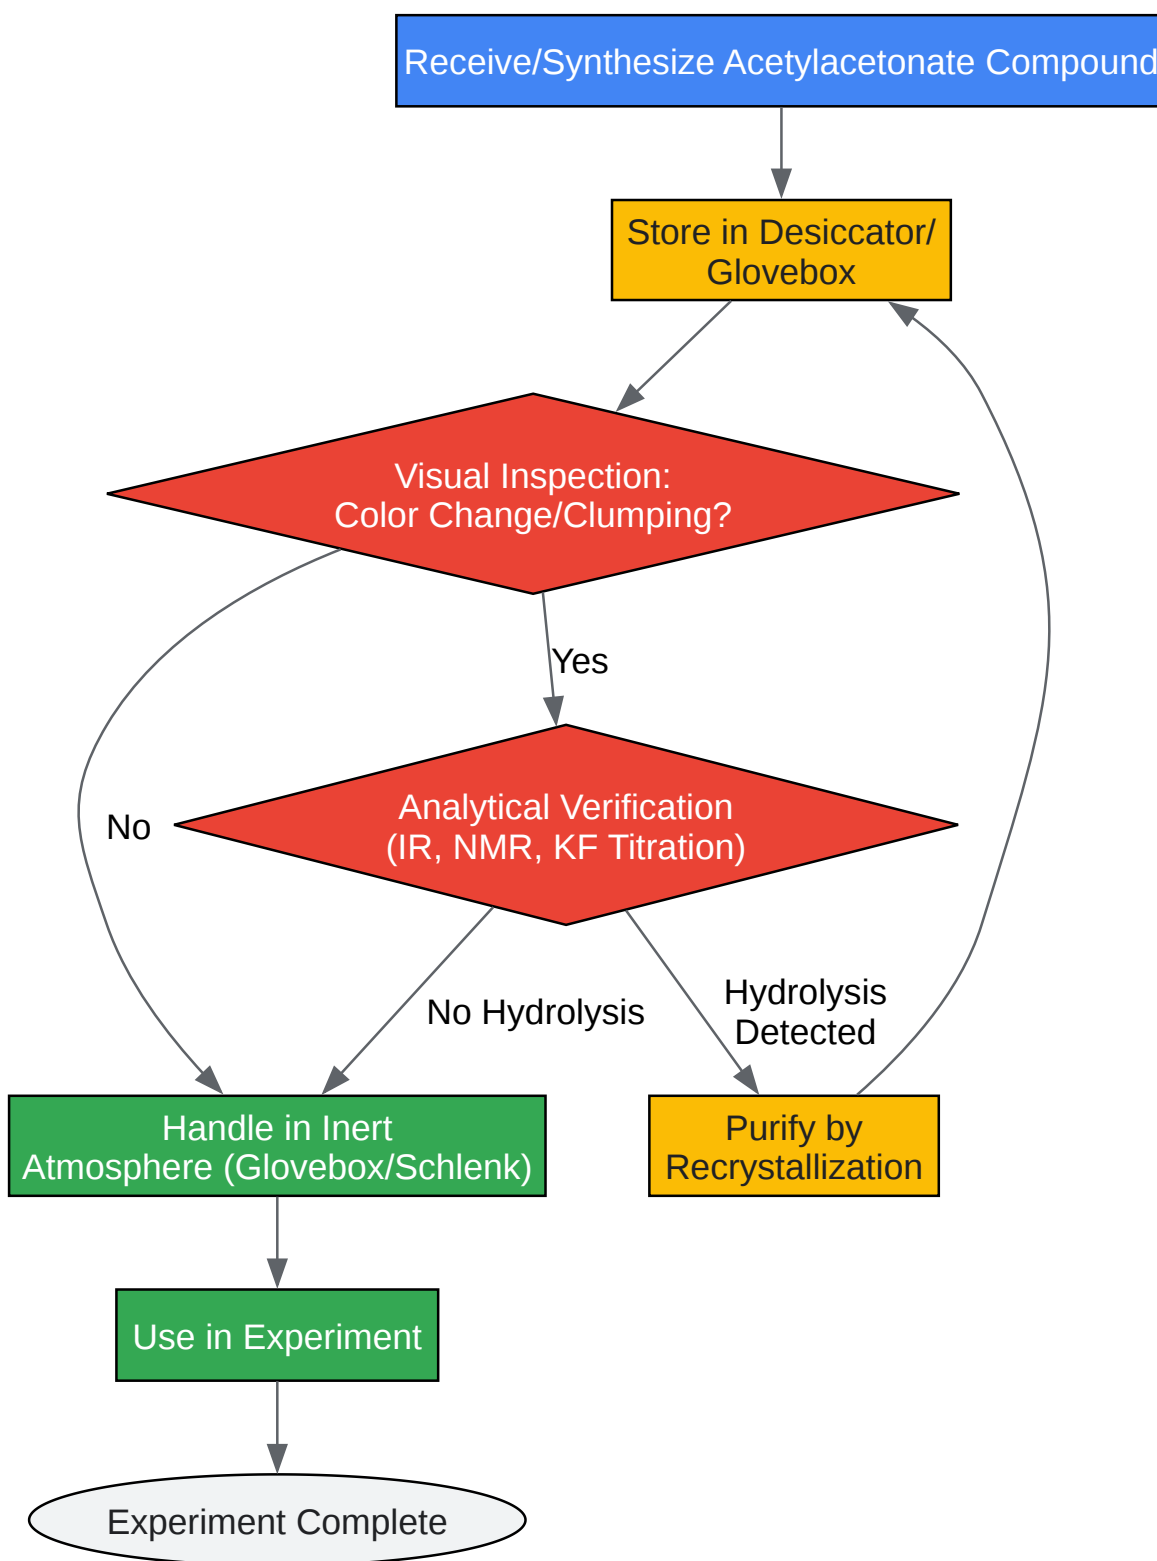 Receive/Synthesize Acetylacetonate Compound
Store in Desiccator/
Glovebox
Visual Inspection:
Color Change/Clumping?
Yes
No
Analytical Verification
(IR, NMR, KF Titration)
No Hydrolysis
Hydrolysis
Detected
Handle in Inert
Atmosphere (Glovebox/Schlenk)
Purify by
Recrystallization
Use in Experiment
Experiment Complete